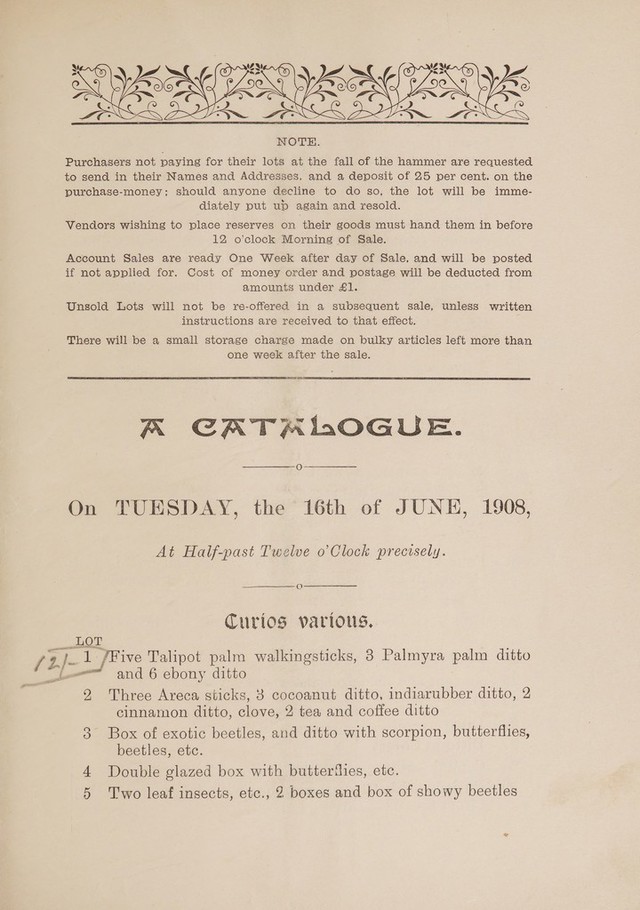 NOTE.
Purchasers not paying for their lots at the fall of the hammer are requested
to send in their Names and Addresses, and a deposit of 25 per cent. on the
purchase-money; should anyone decline to do so, the lot will be imme-
diately put up again and resold.
Vendors wishing to place reserves on their goods must hand them in before
12 o'clock Morning of Sale.
Account Sales are ready One Week after day of Sale, and will be posted
if not applied for. Cost of money order and postage will be deducted from
amounts under £1.
Unsold Lots will not be re-offered in a subsequent sale, unless written
instructions are received to that effect.
There will be a small storage charge made on bulky articles left more than
one week after the sale.
A CATALOGUE.
On TUESDAY, the 16th of JUNE, 1908,
At Half-past Twelve o'Clock precisely.
Curios various.
LOT
12/- 1 Five Talipot palm walkingsticks, 3 Palmyra palm ditto
and 6 ebony ditto
2 Three Areca sticks, 3 cocoanut ditto, indiarubber ditto, 2
cinnamon ditto, clove, 2 tea and coffee ditto
3 Box of exotic beetles, and ditto with scorpion, butterflies,
beetles, etc.
4 Double glazed box with butterflies, etc.
5 Two leaf insects, etc., 2 boxes and box of showy beetles